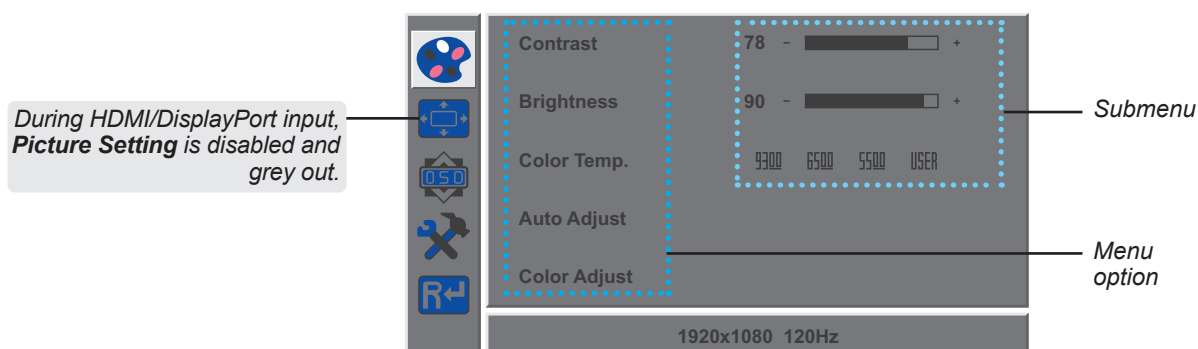 Contrast
78 - +
Brightness
90 - +
During HDMI/DisplayPort input,
Picture Setting is disabled and
grey out.
Submenu
Color Temp.
9300 6500 5500 USER
OSD
Auto Adjust
Menu
option
Color Adjust
R
1920x1080 120Hz